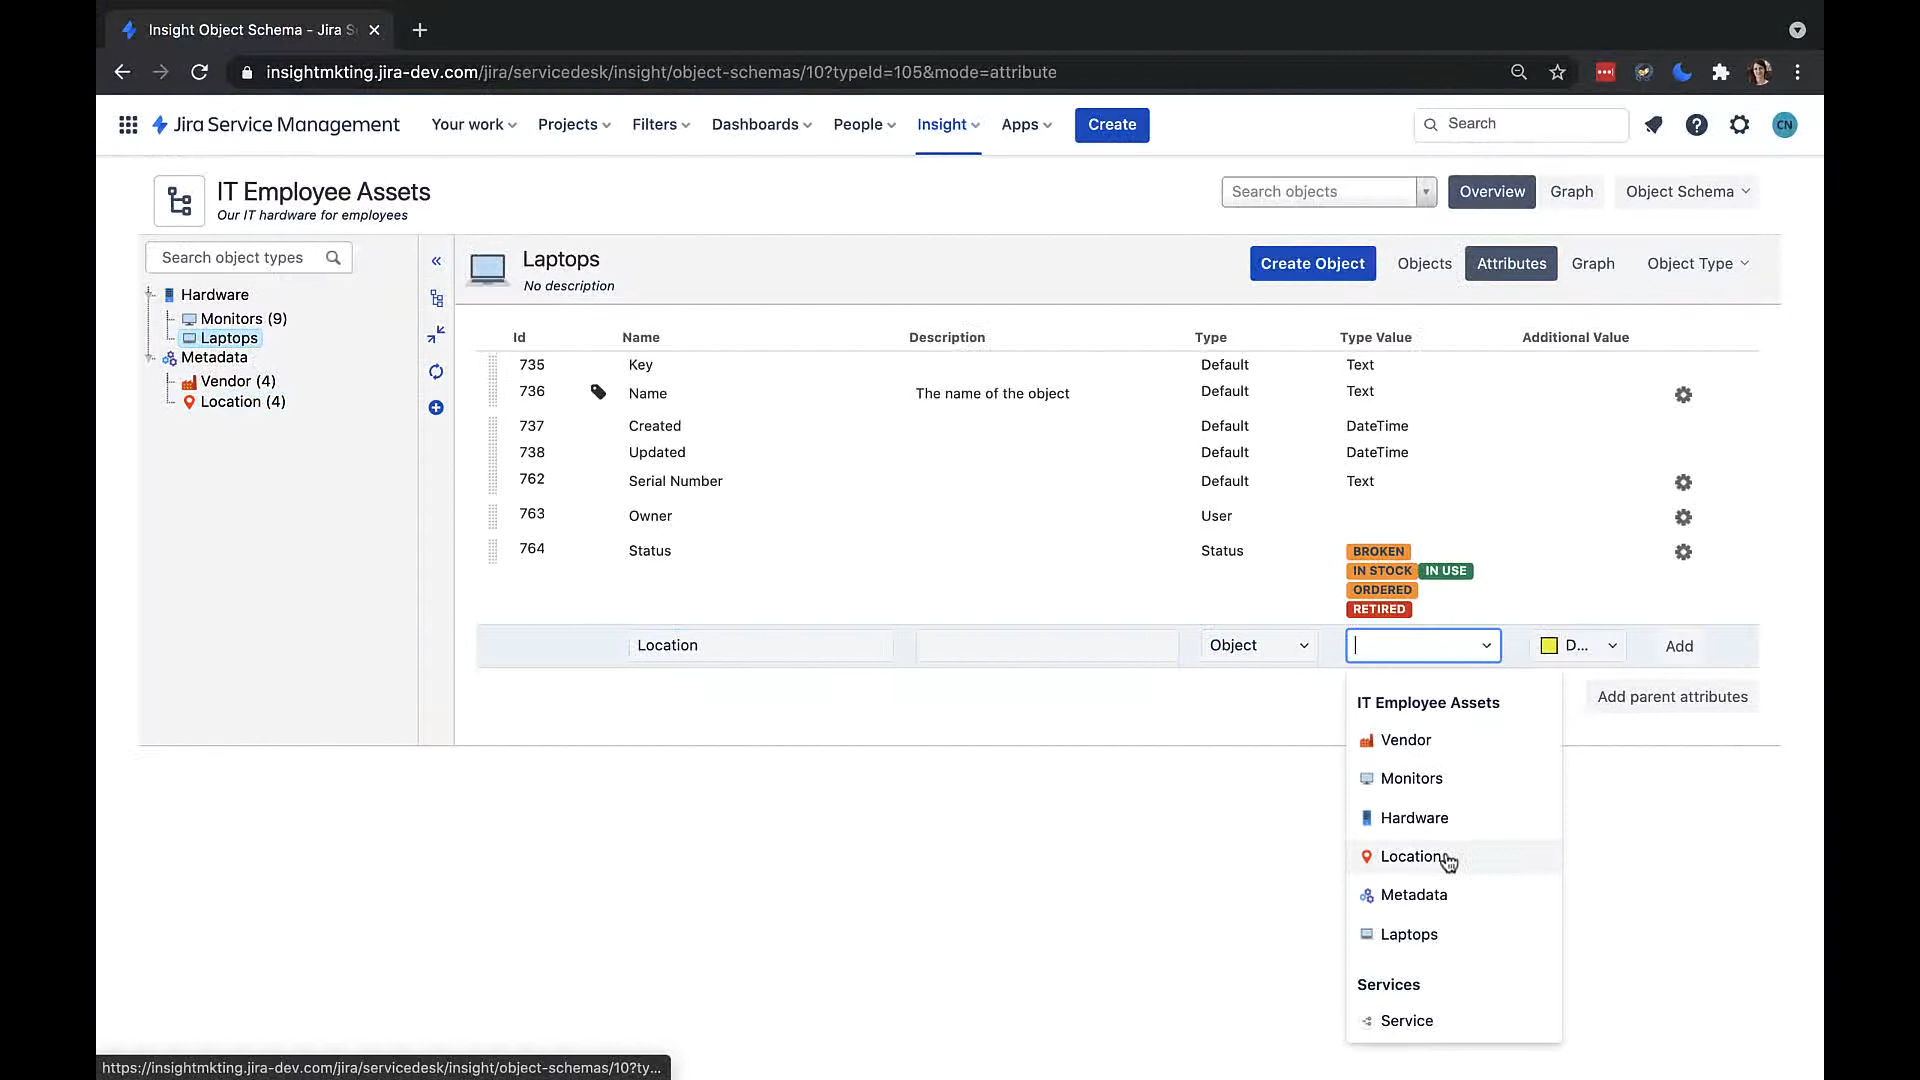 Insight Object Schema - Jira S
insightmkting.jira-dev.com/jira/servicedesk/insight/object-schemas/10?typeId=105&mode=attribute
Jira Service Management
Your work
Projects
Filters
Dashboards
People
Insight
Apps
Create
Search
CN
IT Employee Assets
Our IT hardware for employees
Search objects
Overview
Graph
Object Schema
Search object types
Hardware
Monitors (9)
Laptops
Metadata
Vendor (4)
Location (4)
Laptops
No description
Create Object
Objects
Attributes
Graph
Object Type
Id Name Description Type Type Value Additional Value
735 Key Default Text
736 Name The name of the object Default Text
737 Created Default DateTime
738 Updated Default DateTime
762 Serial Number Default Text
763 Owner User
764 Status Status BROKEN
IN STOCK IN USE
ORDERED
RETIRED
Location Object D... Add
Add parent attributes
IT Employee Assets
Vendor
Monitors
Hardware
Location
Metadata
Laptops
Services
Service
https://insightmkting.jira-dev.com/jira/servicedesk/insight/object-schemas/10?ty...